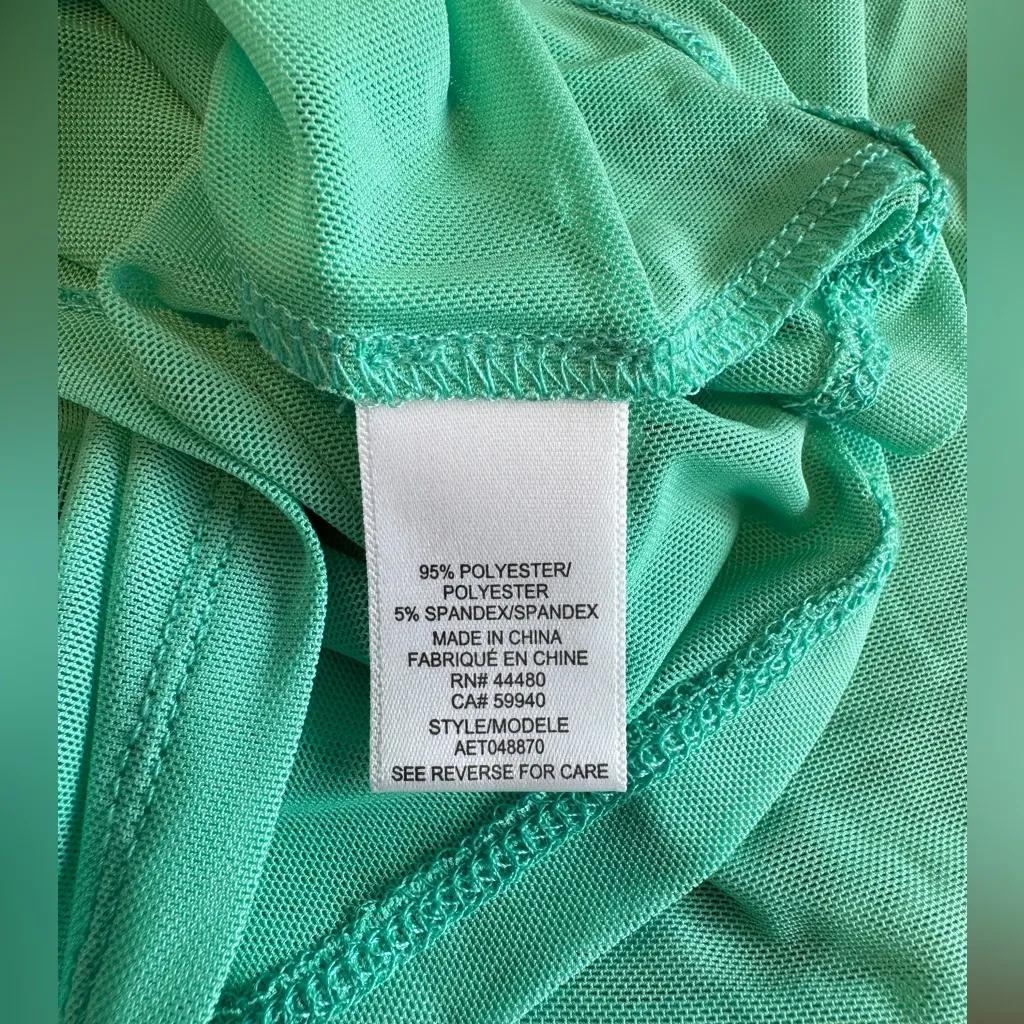 95% POLYESTER/
POLYESTER
5% SPANDEX/SPANDEX
MADE IN CHINA
FABRIQUÉ EN CHINE
RN# 44480
CA# 59940
STYLE/MODELE
AET048870
SEE REVERSE FOR CARE